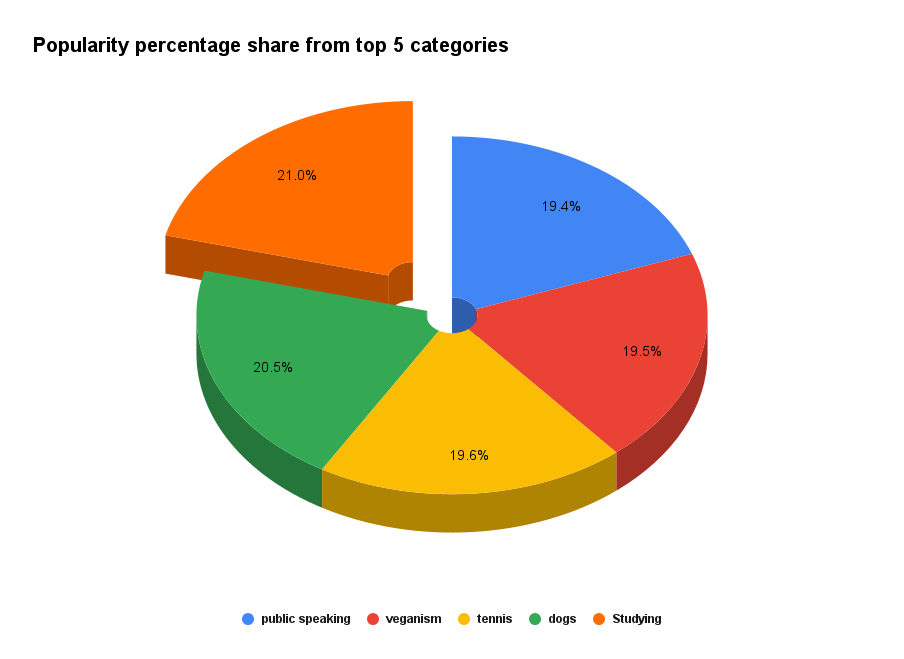 Popularity percentage share from top 5 categories
21.0%
19.4%
19.5%
20.5%
19.6%
public speaking veganism tennis dogs Studying